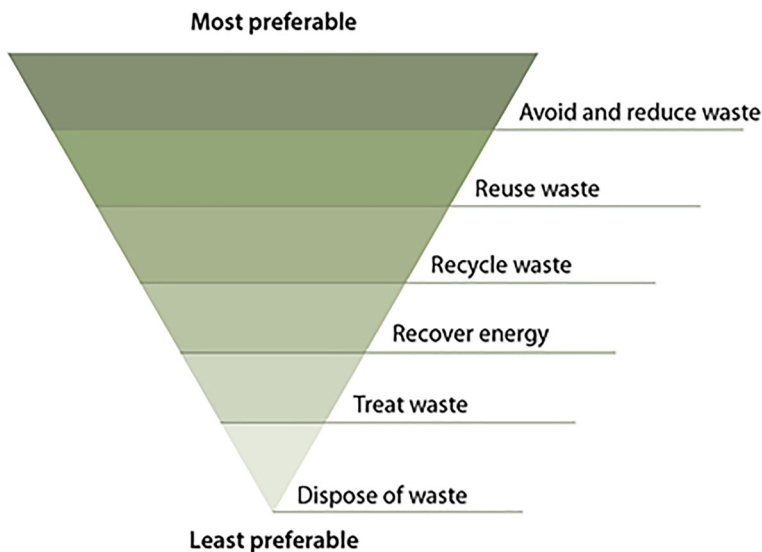 Most preferable
Avoid and reduce waste
Reuse waste
Recycle waste
Recover energy
Treat waste
Dispose of waste
Least preferable